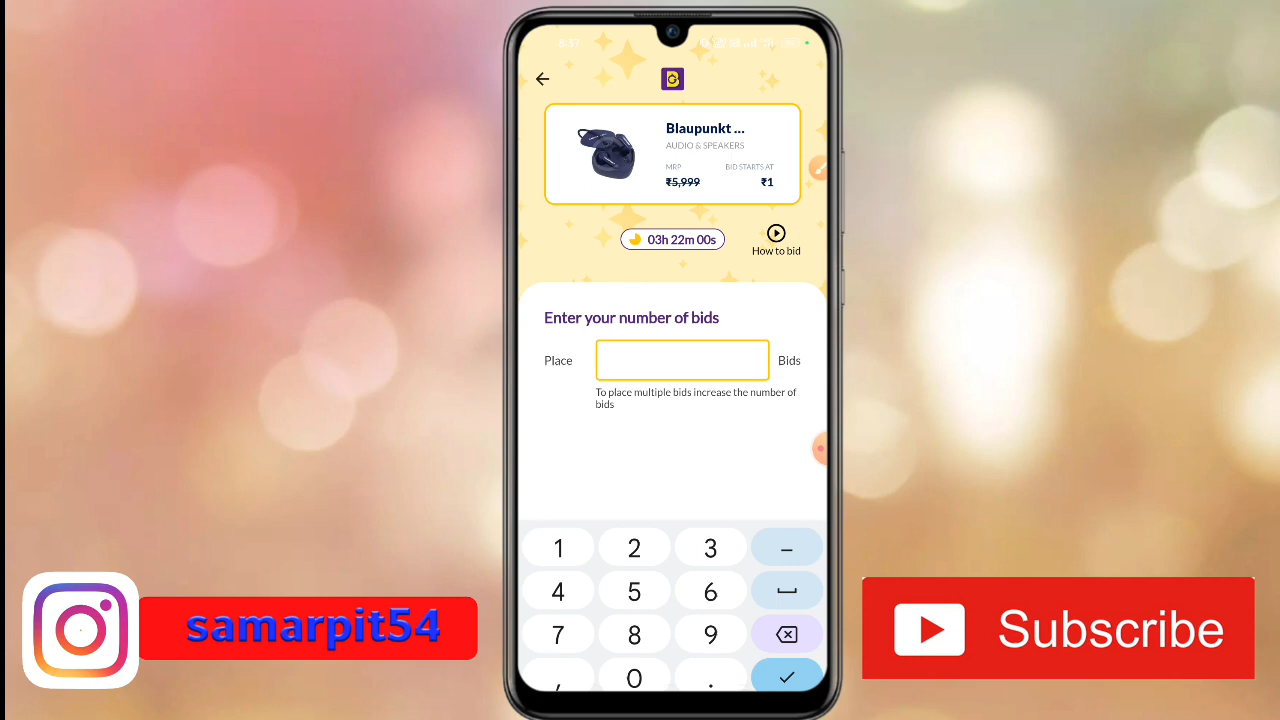 8:57
Blaupunkt ...
AUDIO & SPEAKERS
MRP
BID STARTS AT
₹5,999
₹1
03h 22m 00s
How to bid
Enter your number of bids
Place
Bids
To place multiple bids increase the number of
bids
1 2 3 –
4 5 6
7 8 9
, 0 .
samarpit54
Subscribe